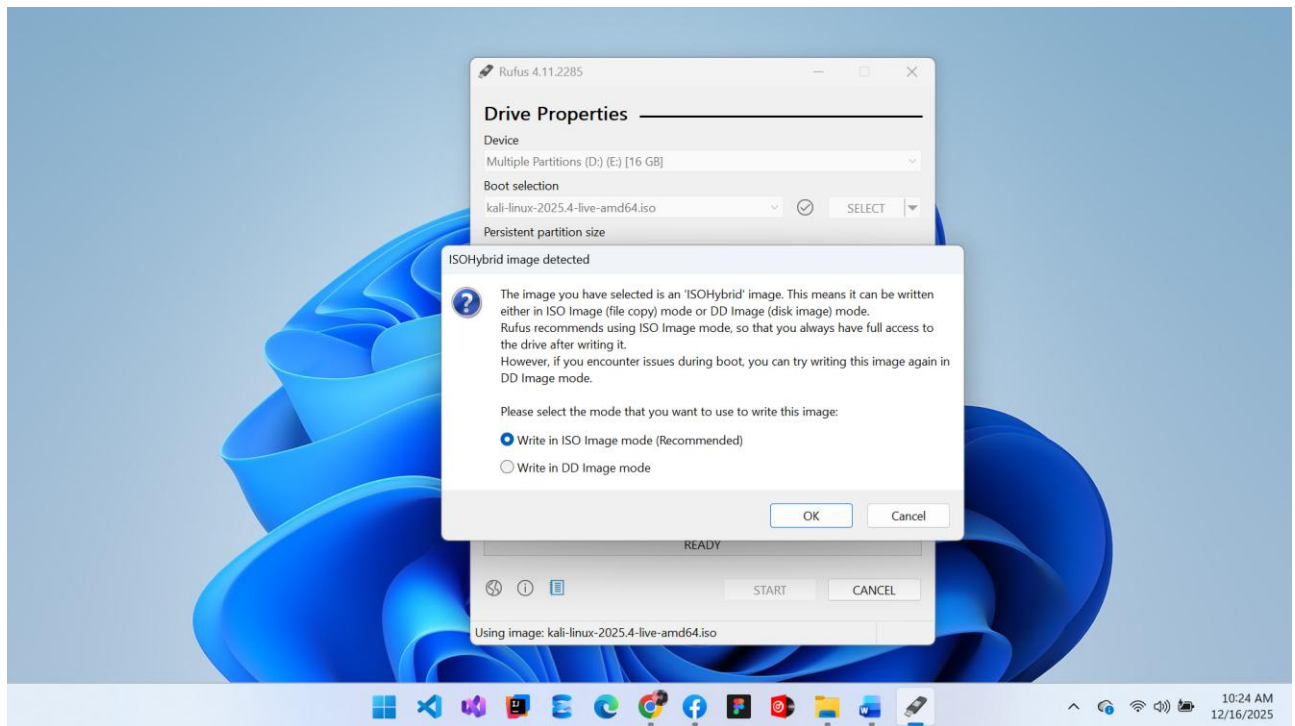 Rufus 4.11.2285
Drive Properties
Device
Multiple Partitions (D:) (E:) [16 GB]
Boot selection
kali-linux-2025.4-live-amd64.iso
SELECT
Persistent partition size
ISOHybrid image detected
The image you have selected is an 'ISOHybrid' image. This means it can be written
either in ISO Image (file copy) mode or DD Image (disk image) mode.
Rufus recommends using ISO Image mode, so that you always have full access to
the drive after writing it.
However, if you encounter issues during boot, you can try writing this image again in
DD Image mode.
Please select the mode that you want to use to write this image:
Write in ISO Image mode (Recommended)
Write in DD Image mode
OK
Cancel
READY
START
CANCEL
Using image: kali-linux-2025.4-live-amd64.iso
10:24 AM
12/16/2025